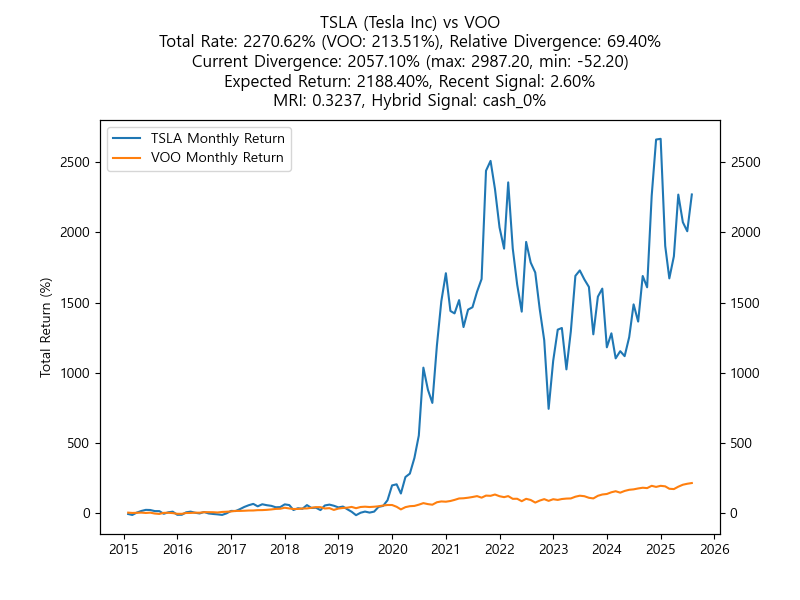 TSLA (Tesla Inc) vs VOO
Total Rate: 2270.62% (VOO: 213.51%), Relative Divergence: 69.40%
Current Divergence: 2057.10% (max: 2987.20, min: -52.20)
Expected Return: 2188.40%, Recent Signal: 2.60%
MRI: 0.3237, Hybrid Signal: cash_0%
TSLA Monthly Return
VOO Monthly Return
2500 2500
2000 2000
1500 1500
1000 1000
500 500
0 0
Total Return (%)
2015 2016 2017 2018 2019 2020 2021 2022 2023 2024 2025 2026